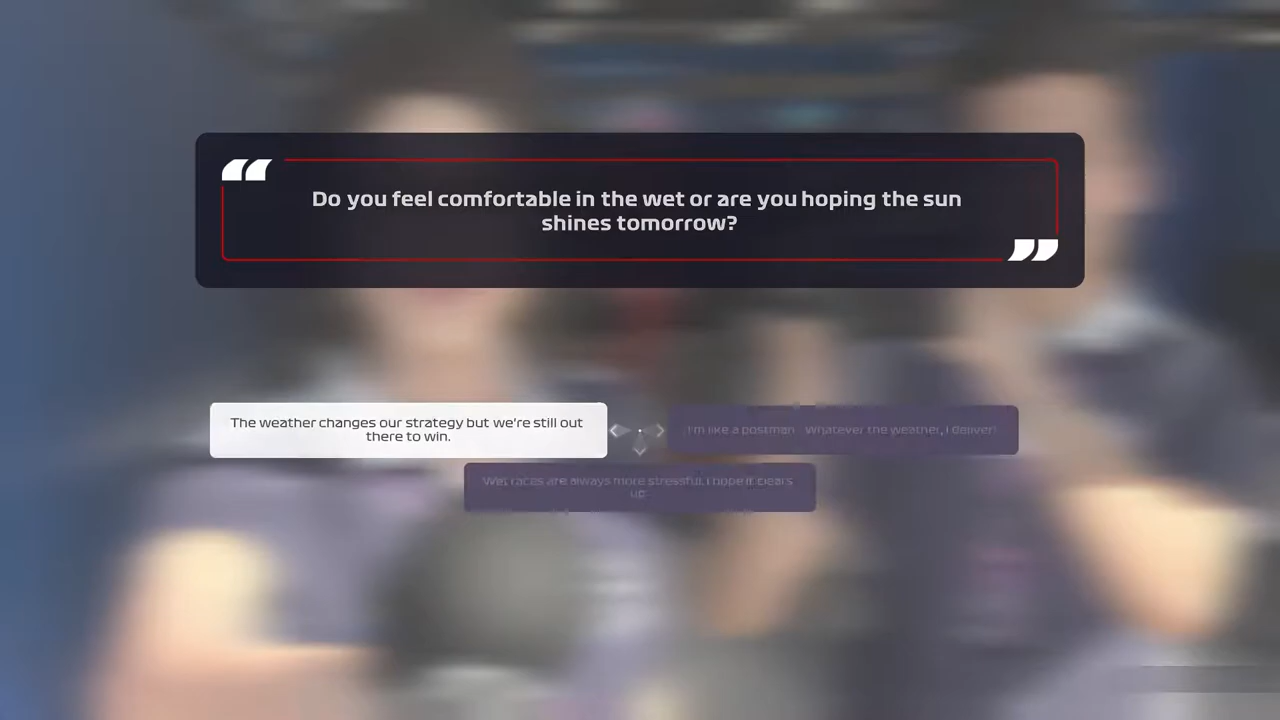 Do you feel comfortable in the wet or are you hoping the sun
shines tomorrow?
The weather changes our strategy but we're still out
there to win.
I'm like a postman Whatever the weather, I deliver!
Wet races are always more stressful. I hope it clears
up.